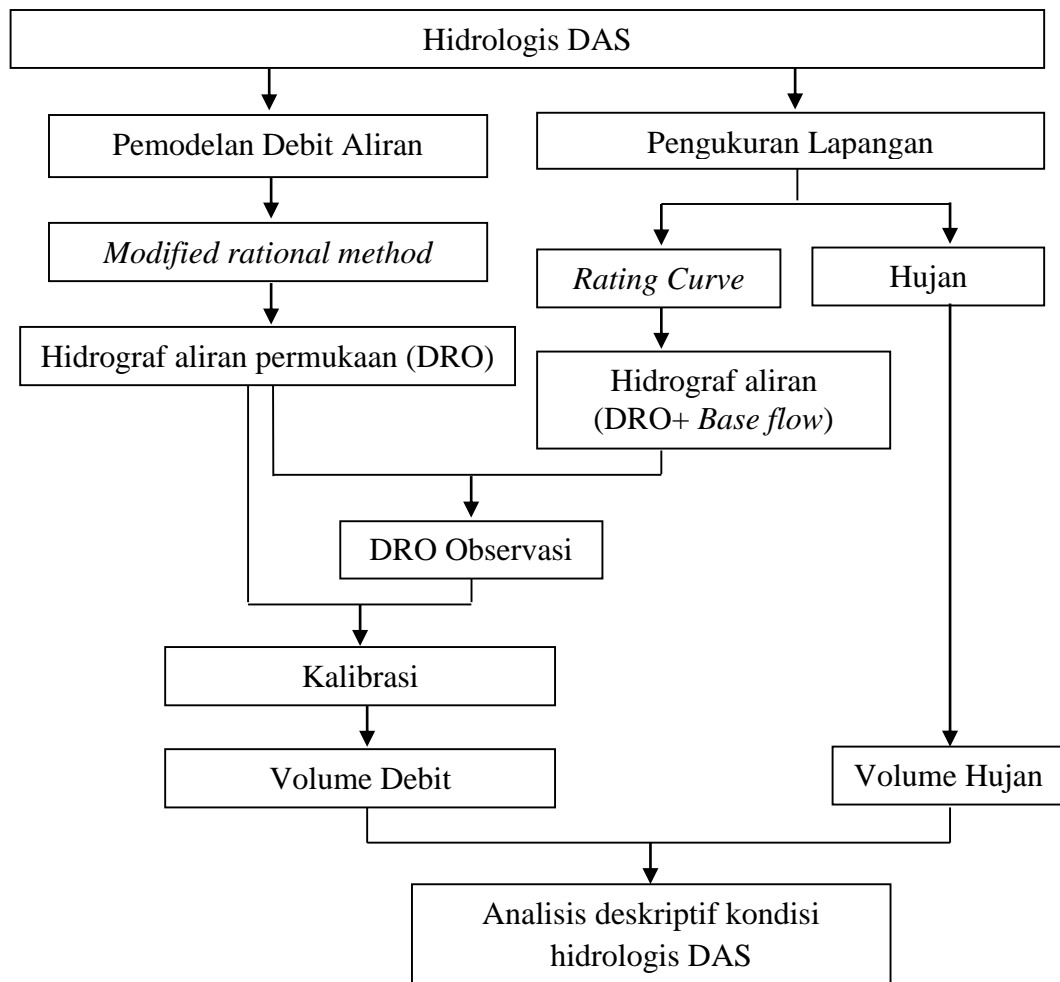 Hidrologis DAS
Pemodelan Debit Aliran
Pengukuran Lapangan
Modified rational method
Rating Curve
Hujan
Hidrograf aliran permukaan (DRO)
Hidrograf aliran
(DRO+ Base flow)
DRO Observasi
Kalibrasi
Volume Debit
Volume Hujan
Analisis deskriptif kondisi
hidrologis DAS